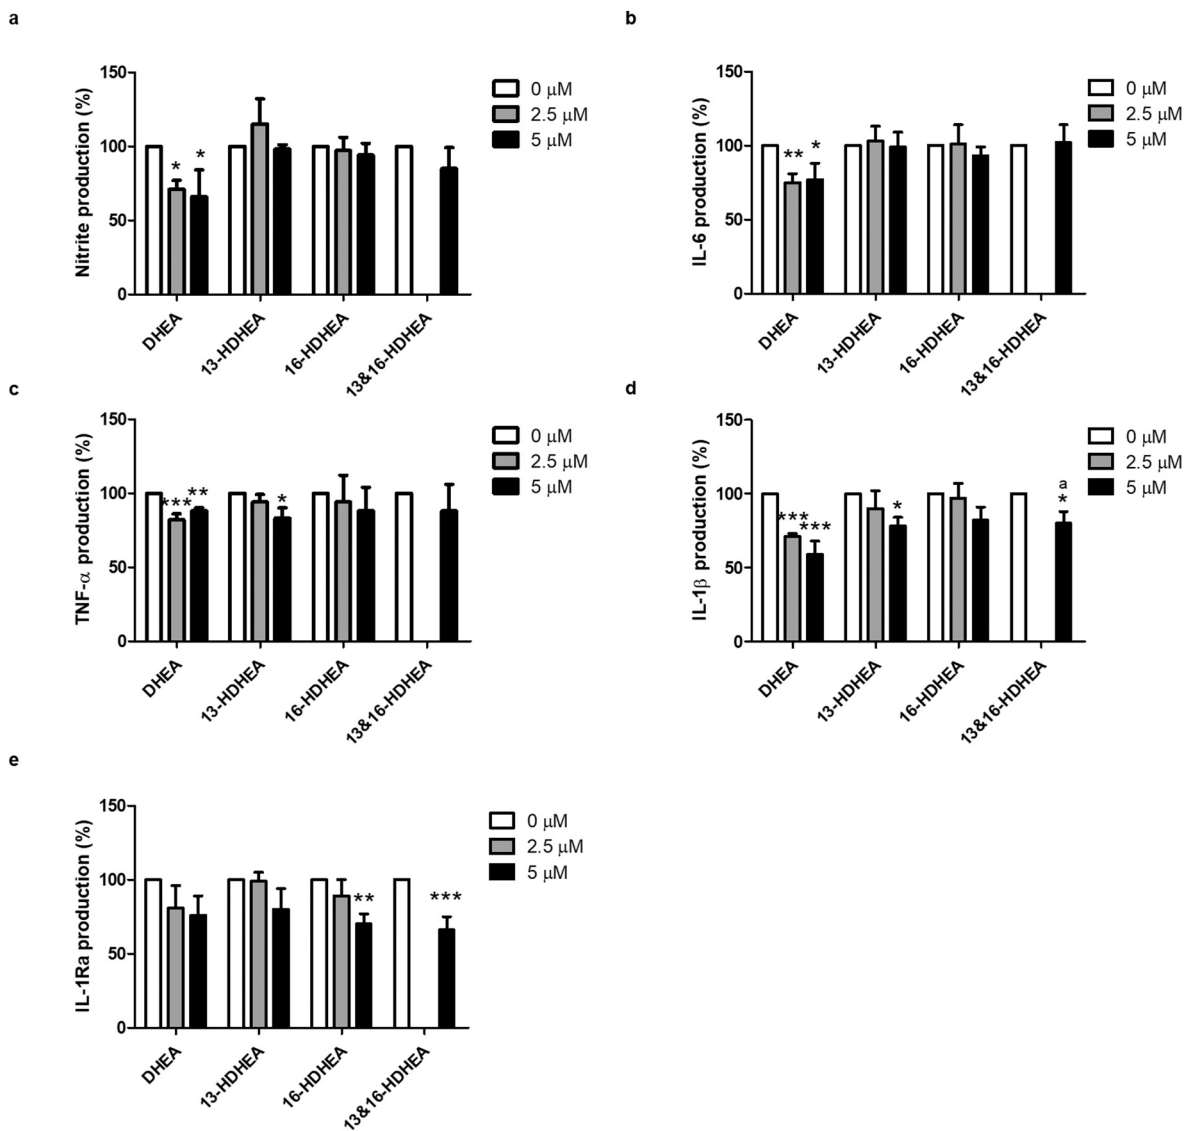 a
Nitrite production (%)
150
100
50
0
* *
0 μM
2.5 μM
5 μM
DHEA
13-HDHEA
16-HDHEA
13&16-HDHEA
b
IL-6 production (%)
150
100
50
0
** *
0 μM
2.5 μM
5 μM
DHEA
13-HDHEA
16-HDHEA
13&16-HDHEA
c
TNF-α production (%)
150
100
50
0
*** ** *
0 μM
2.5 μM
5 μM
DHEA
13-HDHEA
16-HDHEA
13&16-HDHEA
d
IL-1β production (%)
150
100
50
0
*** *** *
a
*
0 μM
2.5 μM
5 μM
DHEA
13-HDHEA
16-HDHEA
13&16-HDHEA
e
IL-1Ra production (%)
150
100
50
0
** ***
0 μM
2.5 μM
5 μM
DHEA
13-HDHEA
16-HDHEA
13&16-HDHEA